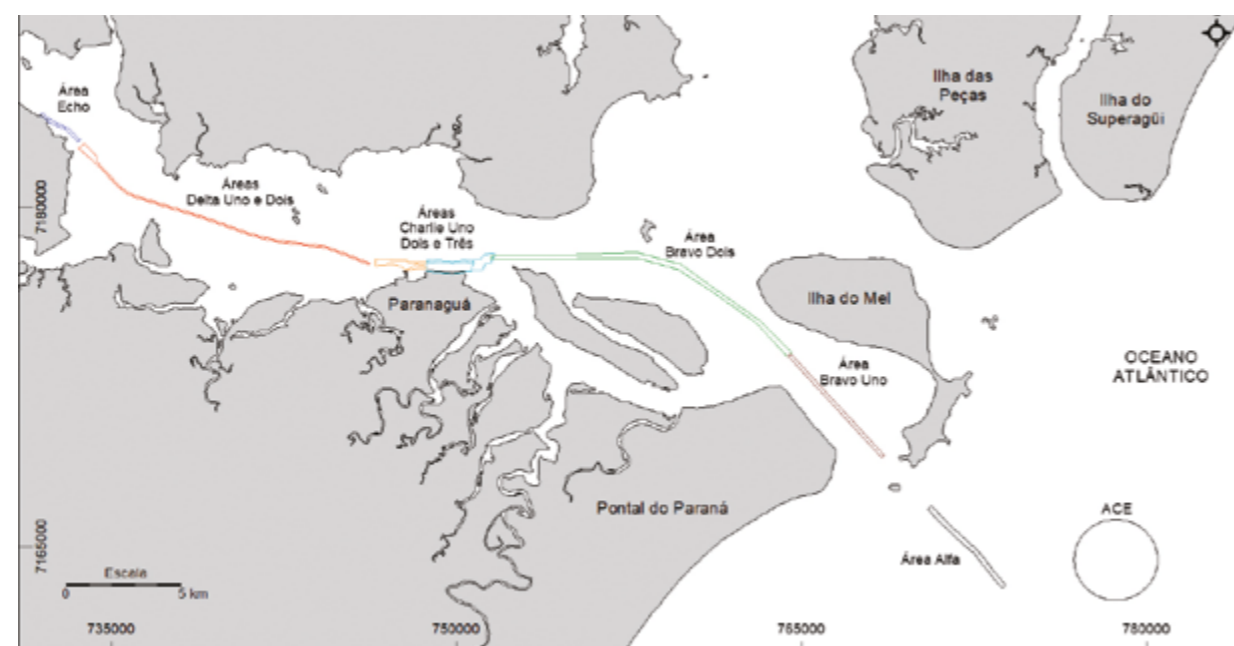 Área
Echo
Ilha das
Peças
Ilha do
Superagüi
7180000
Áreas
Delta Uno e Dois
Áreas
Charlie Uno
Dois e Três
Área
Bravo Dois
Paranaguá
Ilha do Mel
Área
Bravo Uno
OCEANO
ATLÂNTICO
Pontal do Paraná
ACE
7165000
Área Alfa
Escala
0 5 km
735000 750000 765000 780000